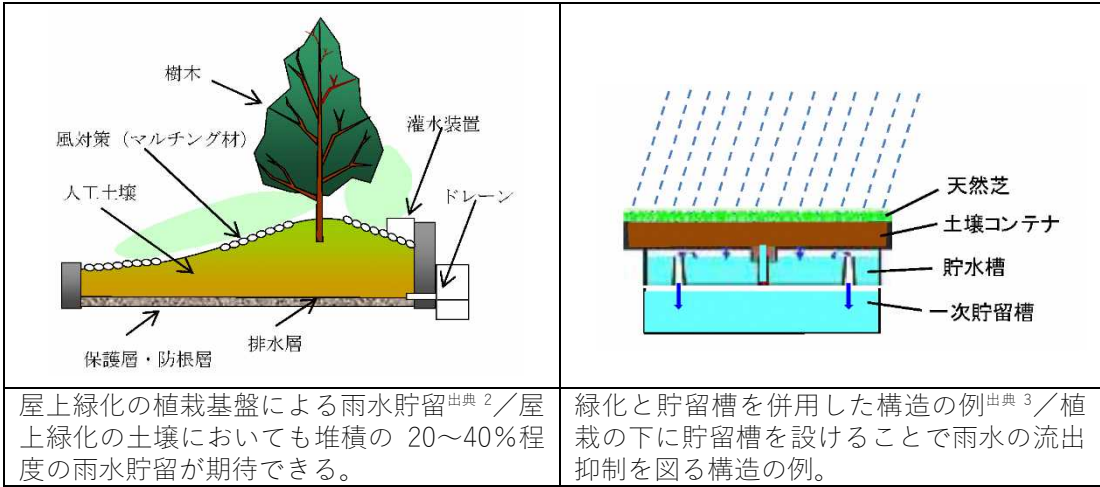 樹木
灌水装置
風対策（マルチング材）
人工土壌
ドレーン
排水層
保護層・防根層
天然芝
土壌コンテナ
貯水槽
一次貯留槽
屋上緑化の植栽基盤による雨水貯留出典 2／屋
上緑化の土壌においても堆積の 20～40%程
度の雨水貯留が期待できる。
緑化と貯留槽を併用した構造の例出典 3／植
栽の下に貯留槽を設けることで雨水の流出
抑制を図る構造の例。